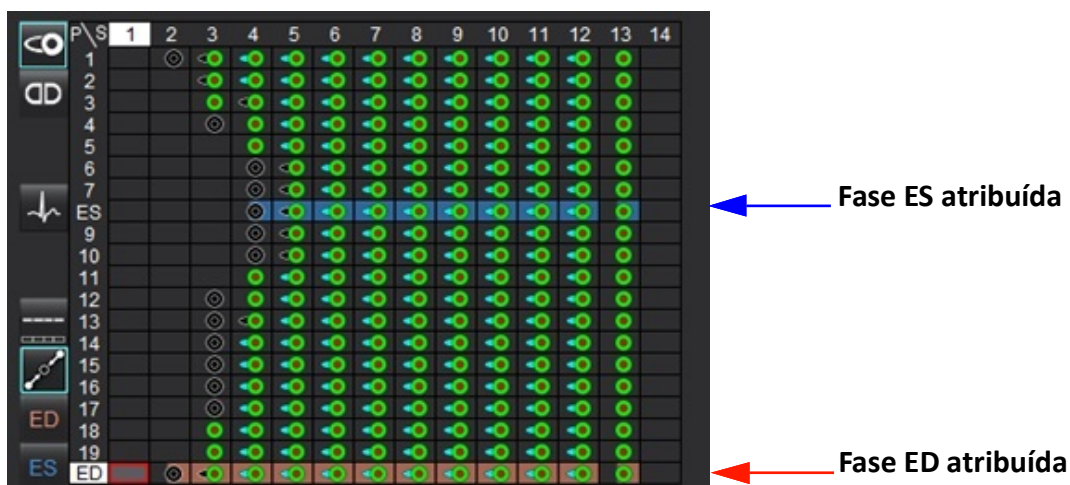 P\S 1 2 3 4 5 6 7 8 9 10 11 12 13 14
1
2
3
4
5
6
7
ES
9
10
11
12
13
14
15
16
17
18
19
ED
ED
ES
Fase ES atribuída
Fase ED atribuída